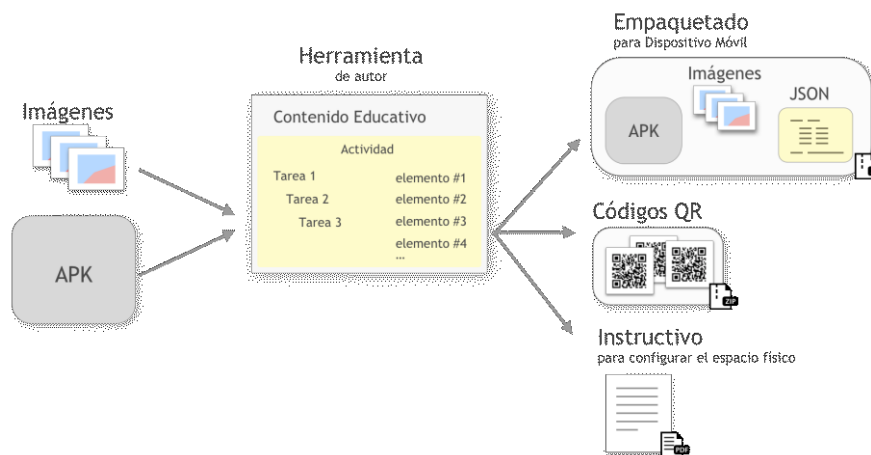 Imágenes
APK
Herramienta
de autor
Contenido Educativo
Actividad
Tarea 1
Tarea 2
Tarea 3
elemento #1
elemento #2
elemento #3
elemento #4
...
Empaquetado
para Dispositivo Móvil
Imágenes
JSON
APK
Códigos QR
ZIP
Instructivo
para configurar el espacio físico
PDF